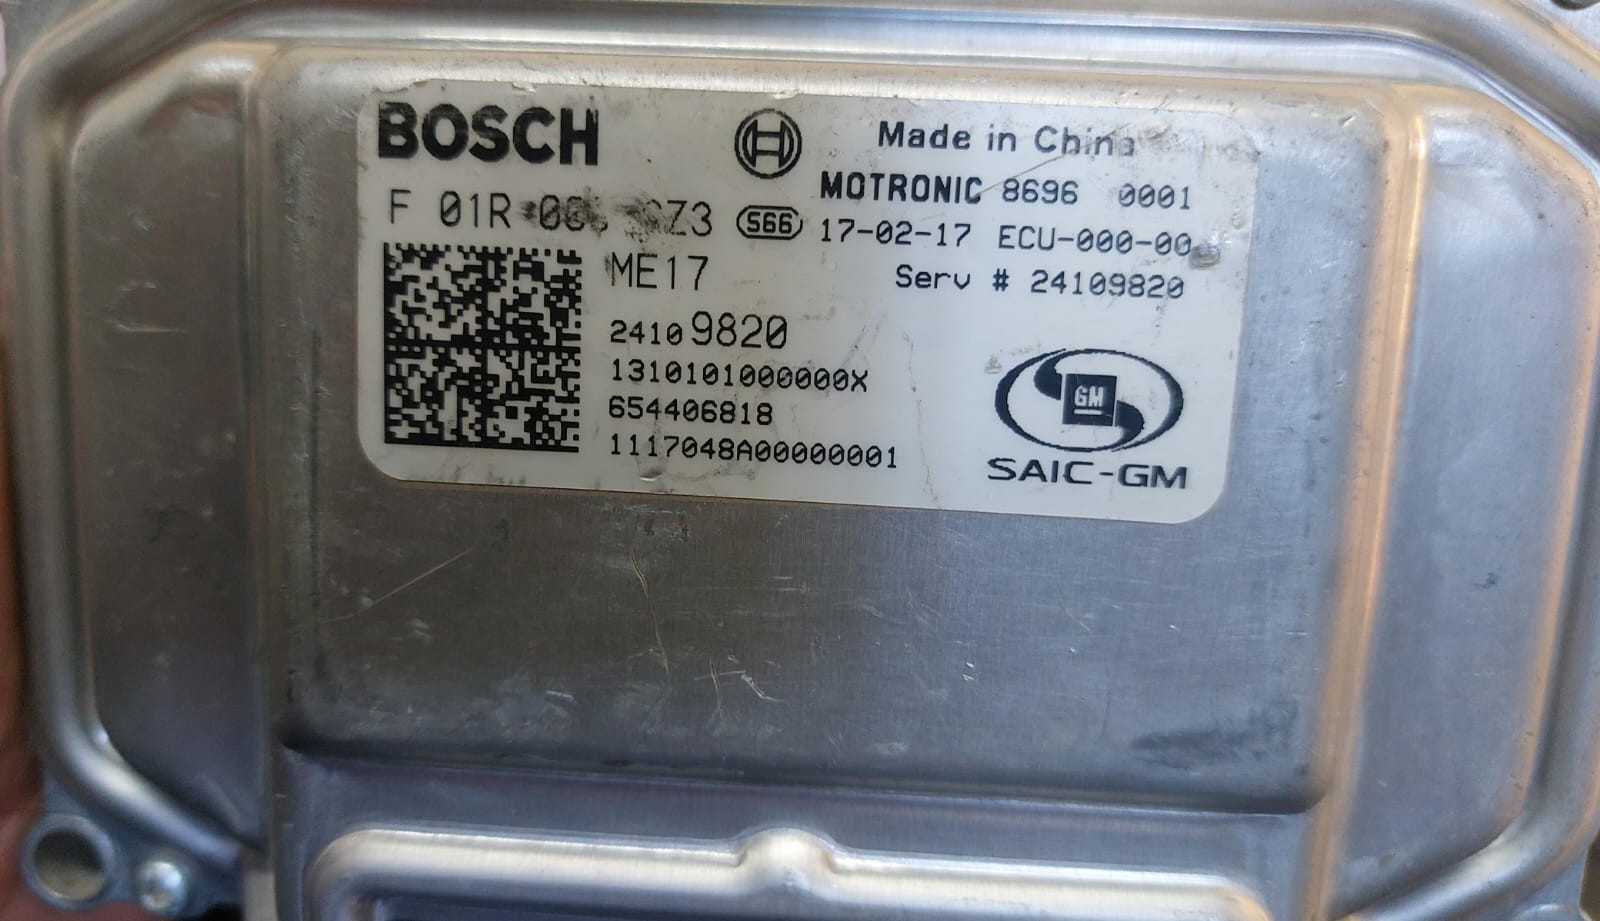 BOSCH
Made in China
MOTRONIC 8696 0001
F 01R
S66
17-02-17 ECU-000-00
ME17
Serv # 24109820
24109820
1310101000000X
654406818
1117048A00000001
GM
SAIC-GM